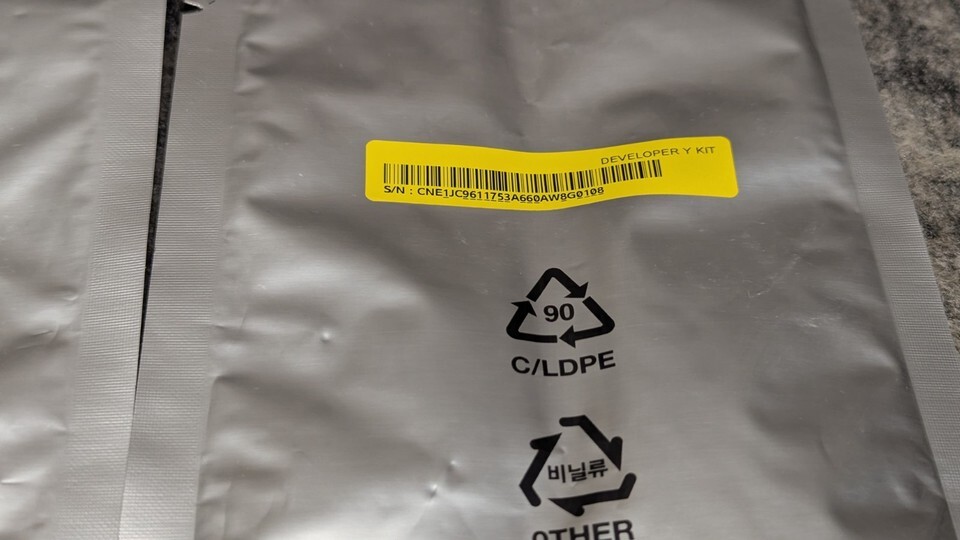 DEVELOPER Y KIT
S/N : CNE1JC9611753A660AW8G0108
90
C/LDPE
비닐류
OTHER